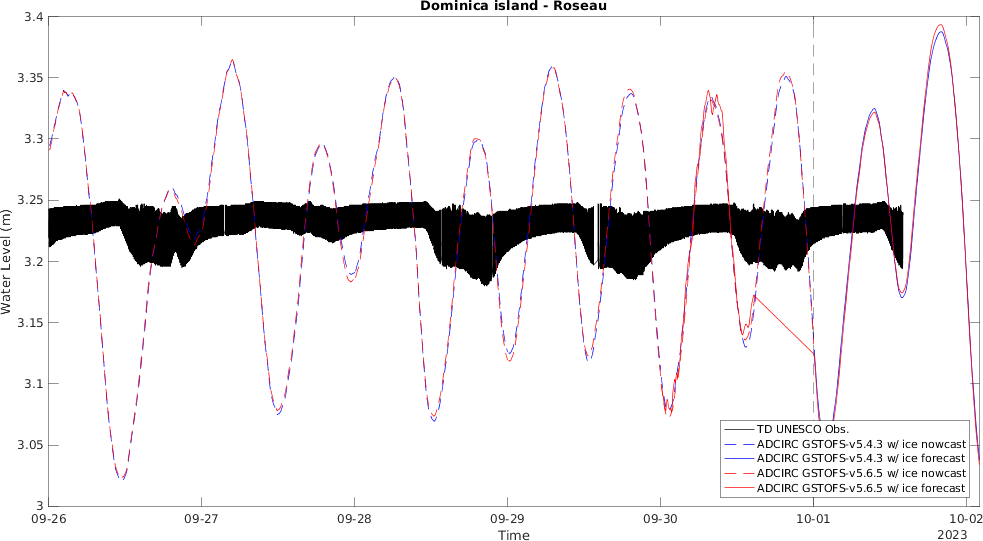 Dominica island - Roseau
Water Level (m)
3.4
3.35
3.3
3.25
3.2
3.15
3.1
3.05
3
09-26
09-27
09-28
09-29
09-30
10-01
10-02
2023
Time
TD UNESCO Obs.
ADCIRC GSTOFS-v5.4.3 w/ ice nowcast
ADCIRC GSTOFS-v5.4.3 w/ ice forecast
ADCIRC GSTOFS-v5.6.5 w/ ice nowcast
ADCIRC GSTOFS-v5.6.5 w/ ice forecast